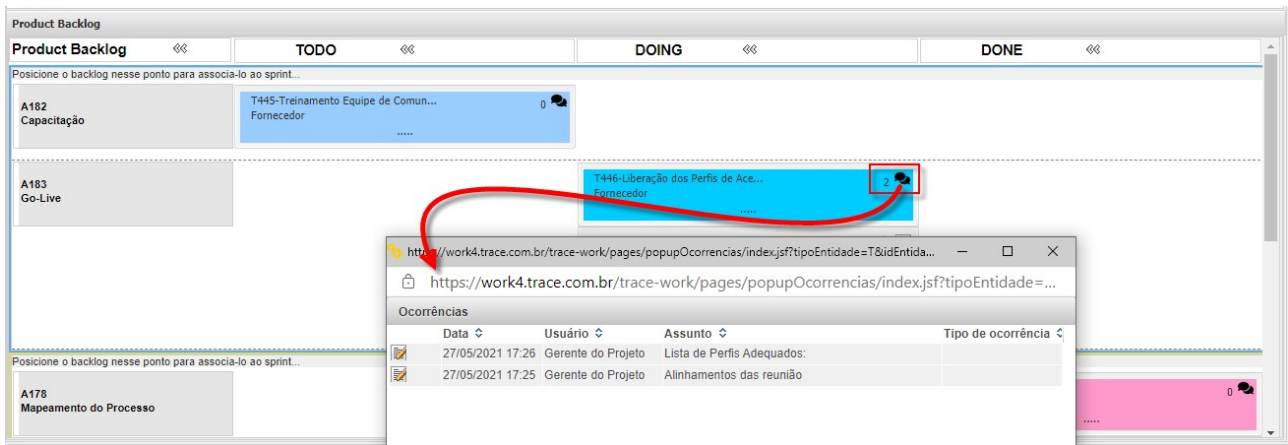 Product Backlog
Product Backlog
TODO
DOING
DONE
Posicione o backlog nesse ponto para associa-lo ao sprint...
A182
Capacitação
T445-Treinamento Equipe de Comun...
0
Fornecedor
.....
A183
Go-Live
T446-Liberação dos Perfis de Ace...
2
Fornecedor
.....
https://work4.trace.com.br/trace-work/pages/popupOcorrencias/index.jsf?tipoEntidade=T&idEntida...
https://work4.trace.com.br/trace-work/pages/popupOcorrencias/index.jsf?tipoEntidade=...
Ocorrências
Data Usuário Assunto Tipo de ocorrência
27/05/2021 17:26 Gerente do Projeto Lista de Perfis Adequados:
27/05/2021 17:25 Gerente do Projeto Alinhamentos das reunião
Posicione o backlog nesse ponto para associa-lo ao sprint...
A178
Mapeamento do Processo
0
.....